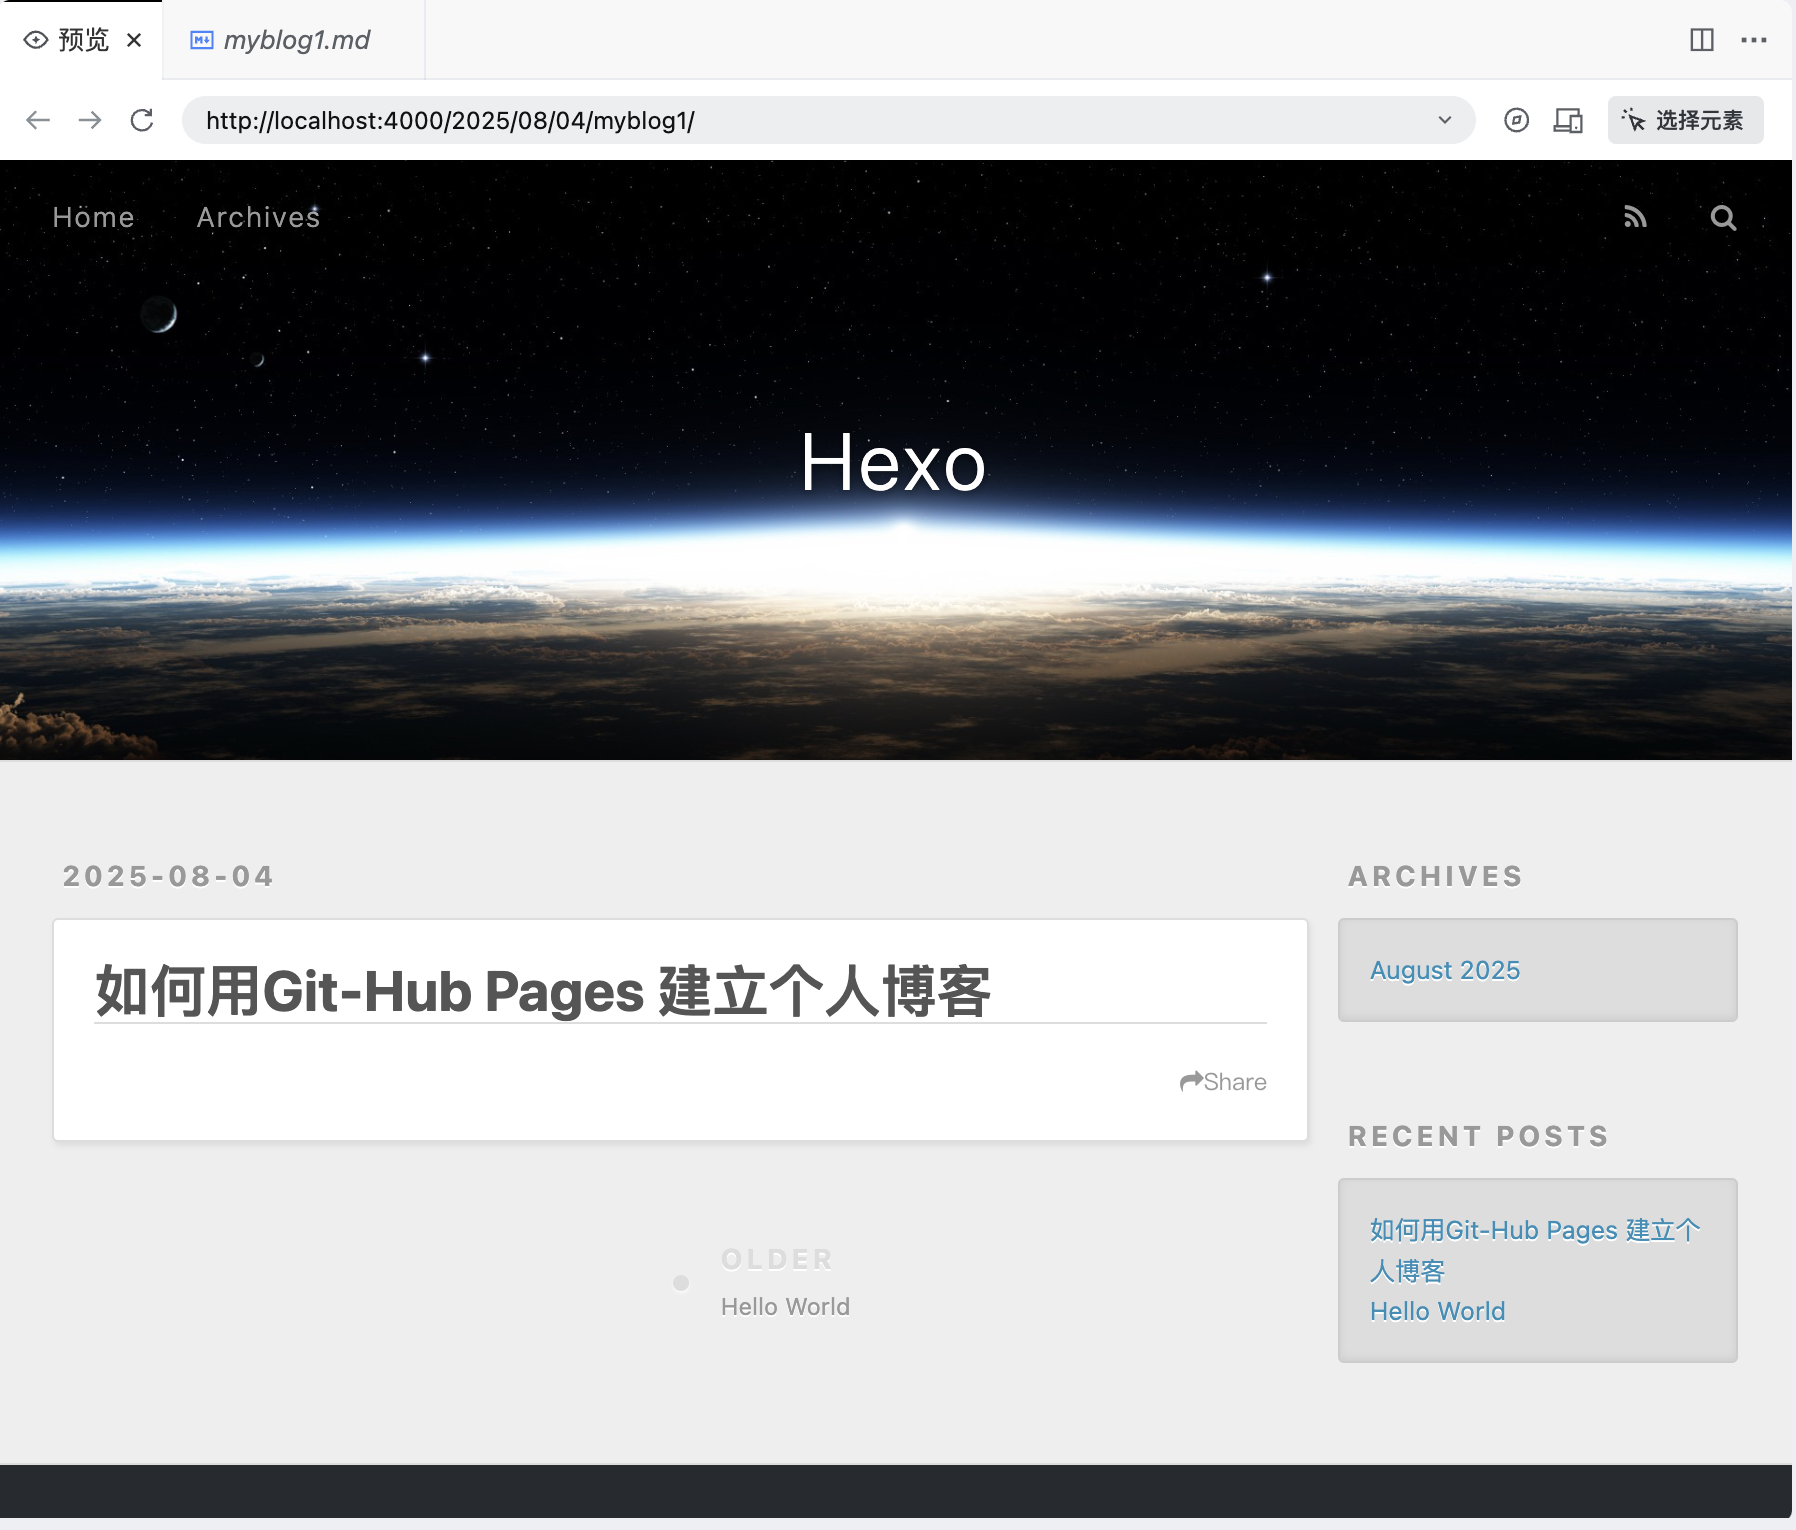 预览
myblog1.md
http://localhost:4000/2025/08/04/myblog1/
选择元素
Home
Archives
Hexo
2025-08-04
如何用Git-Hub Pages 建立个人博客
Share
OLDER
Hello World
ARCHIVES
August 2025
RECENT POSTS
如何用Git-Hub Pages 建立个
人博客
Hello World